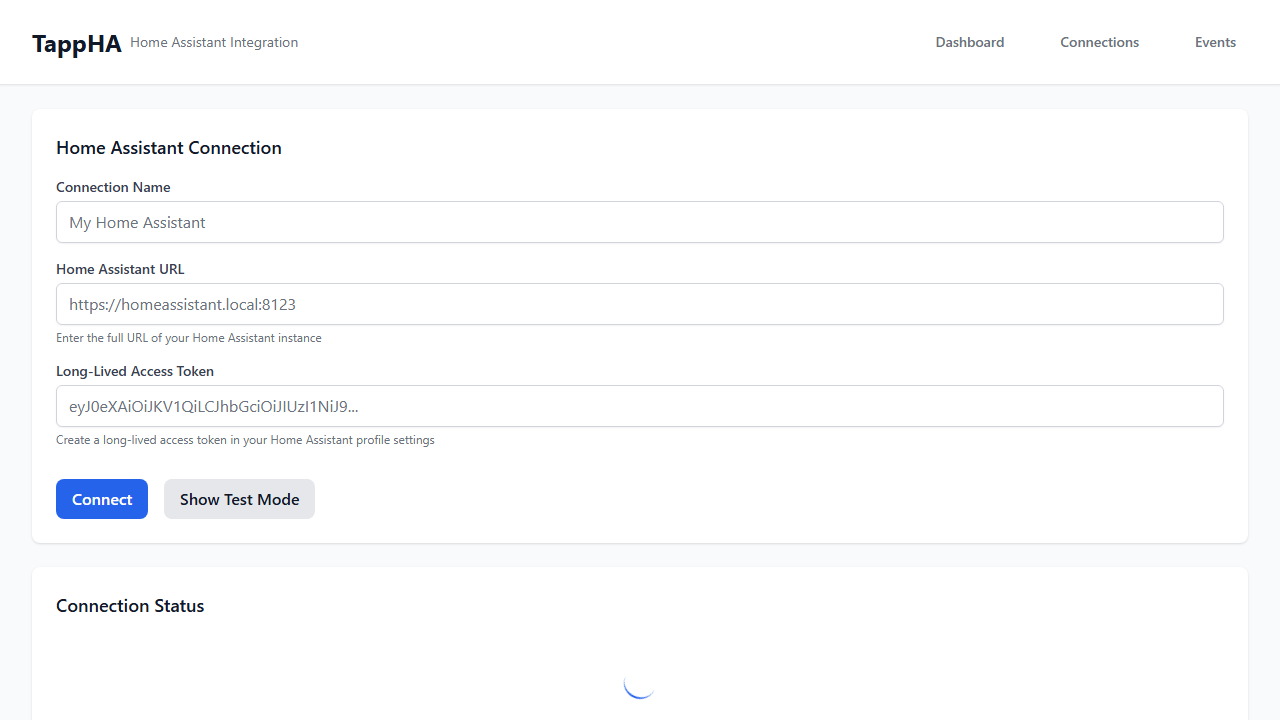 TappHA Home Assistant Integration Dashboard Connections Events
Home Assistant Connection
Connection Name
My Home Assistant
Home Assistant URL
https://homeassistant.local:8123
Enter the full URL of your Home Assistant instance
Long-Lived Access Token
eyJ0eXAiOiJKV1QiLCJhbGciOiJIUzI1NiJ9...
Create a long-lived access token in your Home Assistant profile settings
Connect Show Test Mode
Connection Status